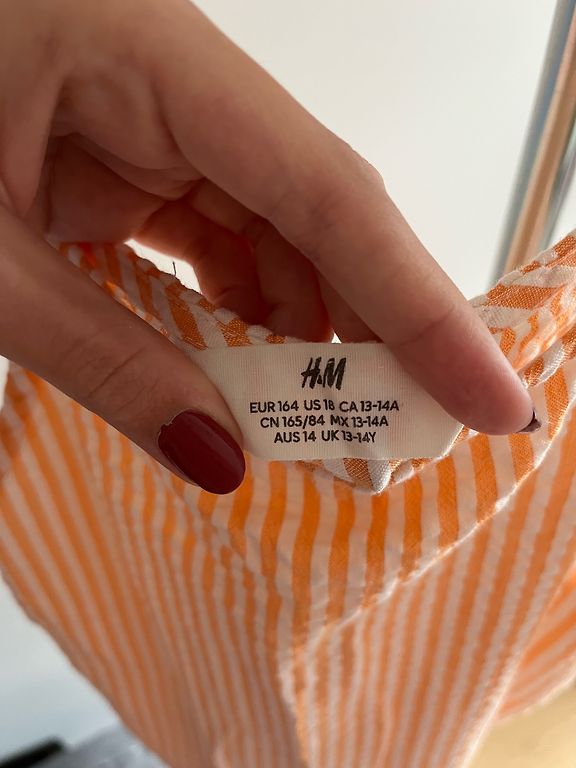 H&M
EUR 164 US 18 CA 13-14A
CN 165/84 MX 13-14A
AUS 14 UK 13-14Y